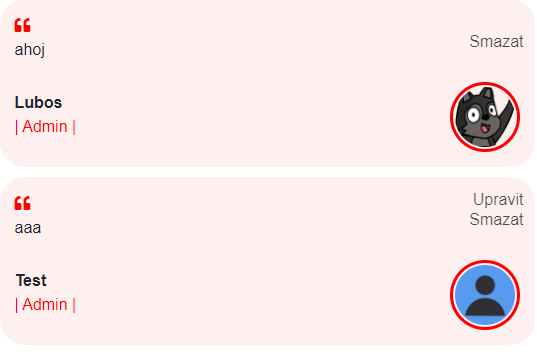 ahoj
Smazat
Lubos
| Admin |
Upravit
Smazat
aaa
Test
| Admin |